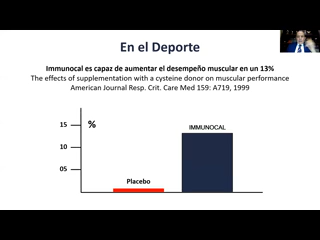 En el Deporte
Immunocal es capaz de aumentar el desempeño muscular en un 13%
The effects of supplementation with a cysteine donor on muscular performance
American Journal Resp. Crit. Care Med 159: A719, 1999
15 %
IMMUNOCAL
10
05
Placebo